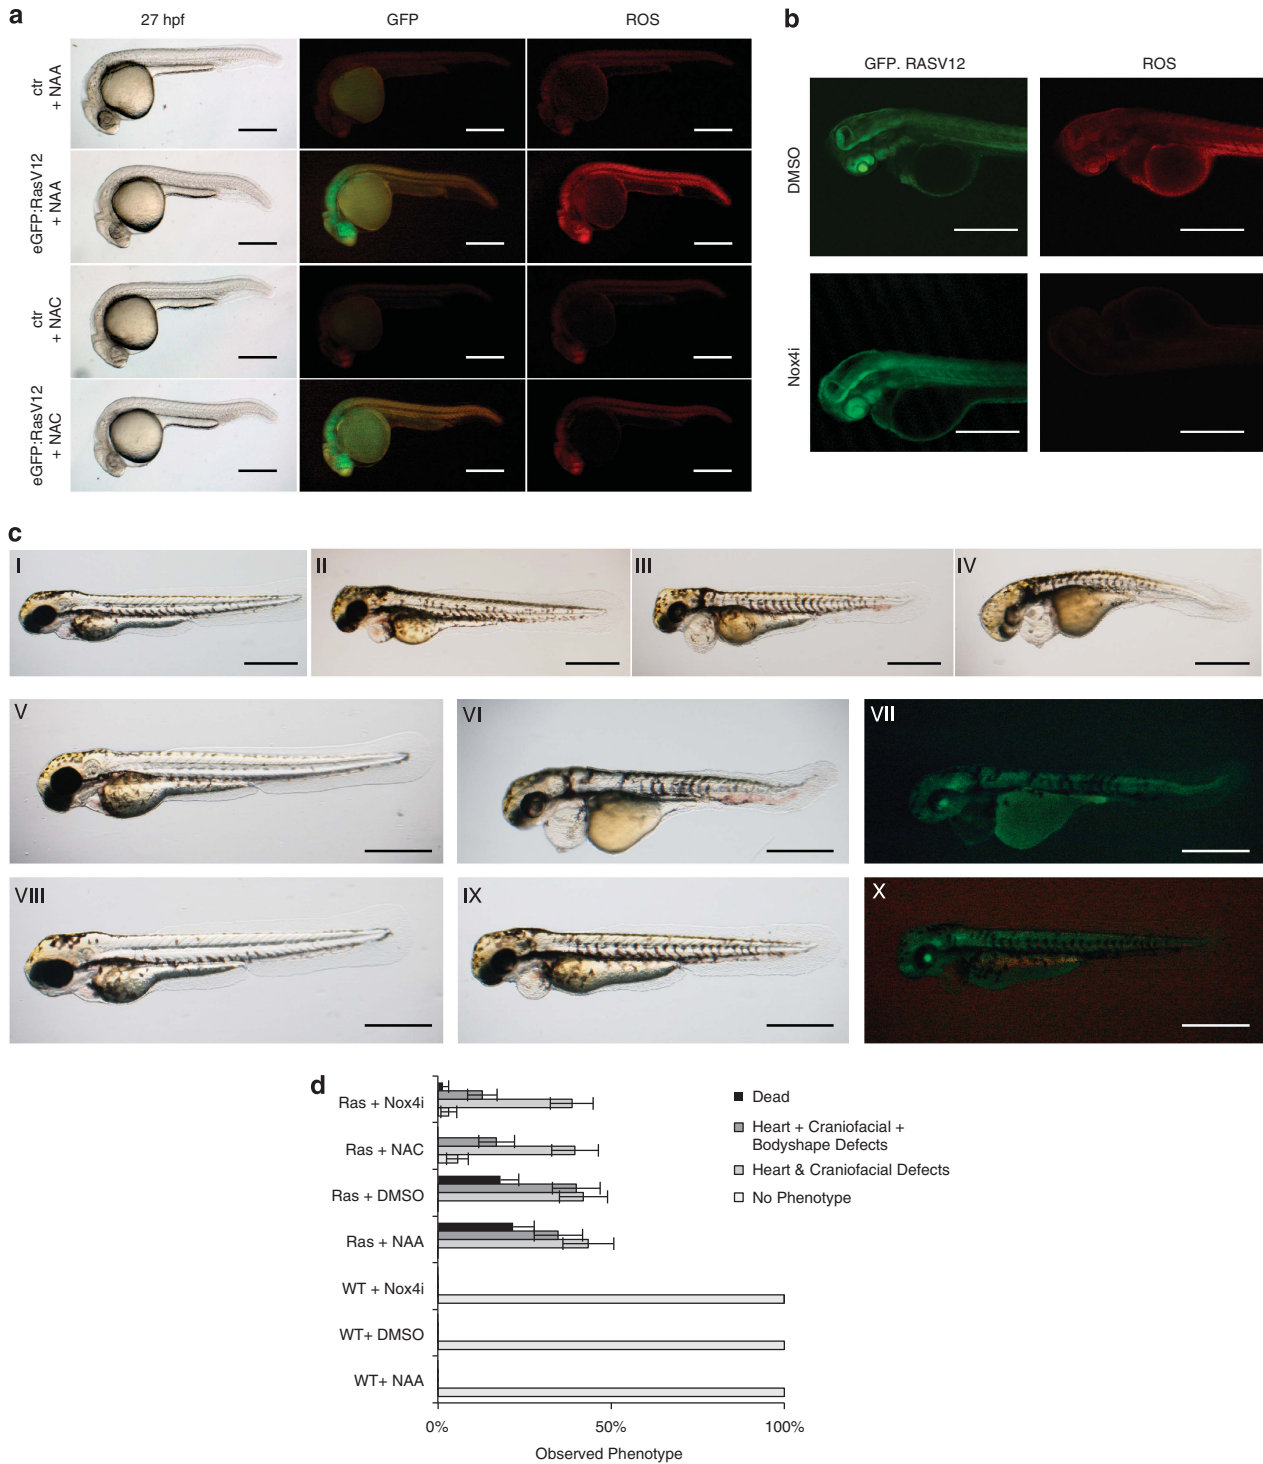 a
27 hpf
GFP
ROS
ctr
+ NAA
eGFP:RasV12
+ NAA
ctr
+ NAC
eGFP:RasV12
+ NAC
b
GFP. RASV12
ROS
DMSO
Nox4i
c
I
II
III
IV
V
VI
VII
VIII
IX
X
d
Ras + Nox4i
Ras + NAC
Ras + DMSO
Ras + NAA
WT + Nox4i
WT+ DMSO
WT+ NAA
0%
50%
100%
Observed Phenotype
Dead
Heart + Craniofacial +
Bodyshape Defects
Heart & Craniofacial Defects
No Phenotype